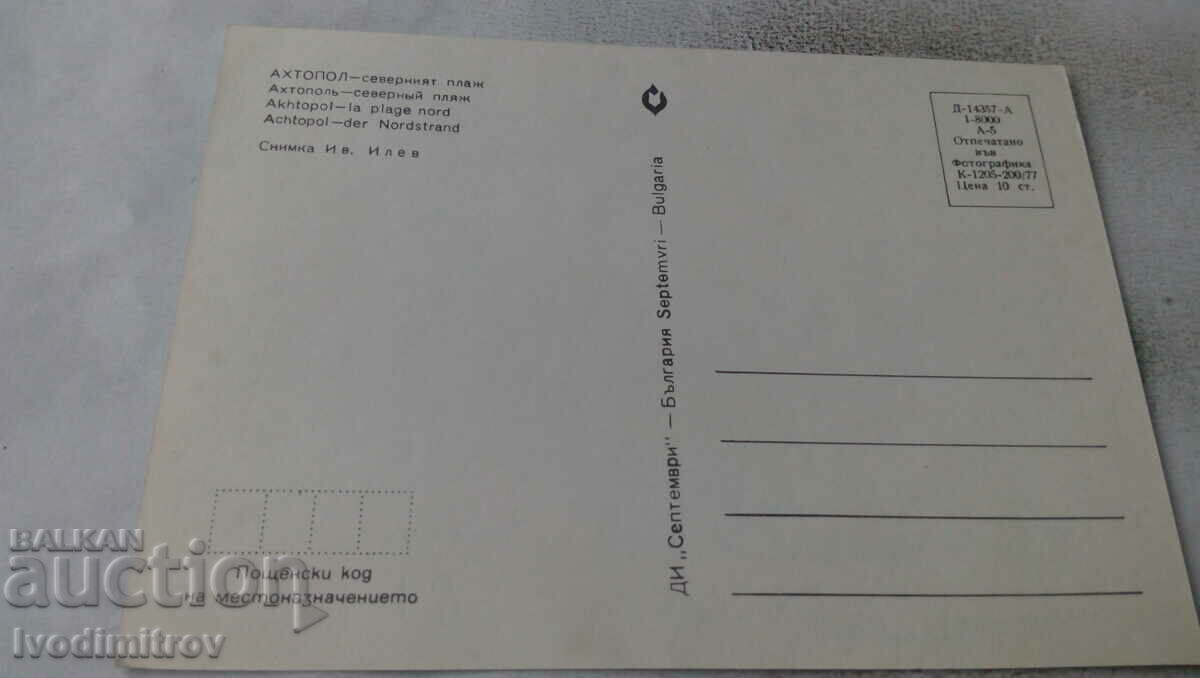 АХТОПОЛ—северният плаж
Ахтополь—северный пляж
Akhtopol—la plage nord
Achtopol—der Nordstrand
Снимка Ив. Илев
Д-14357-А
1-8000
А-5
Отпечатано
във
Фотографика
К-1205-200/77
Цена 10 ст.
ДИ „Септември" — България Septemvri — Bulgaria
Пощенски код
на местоназначението
BALKAN
auction
Ivodimitrov